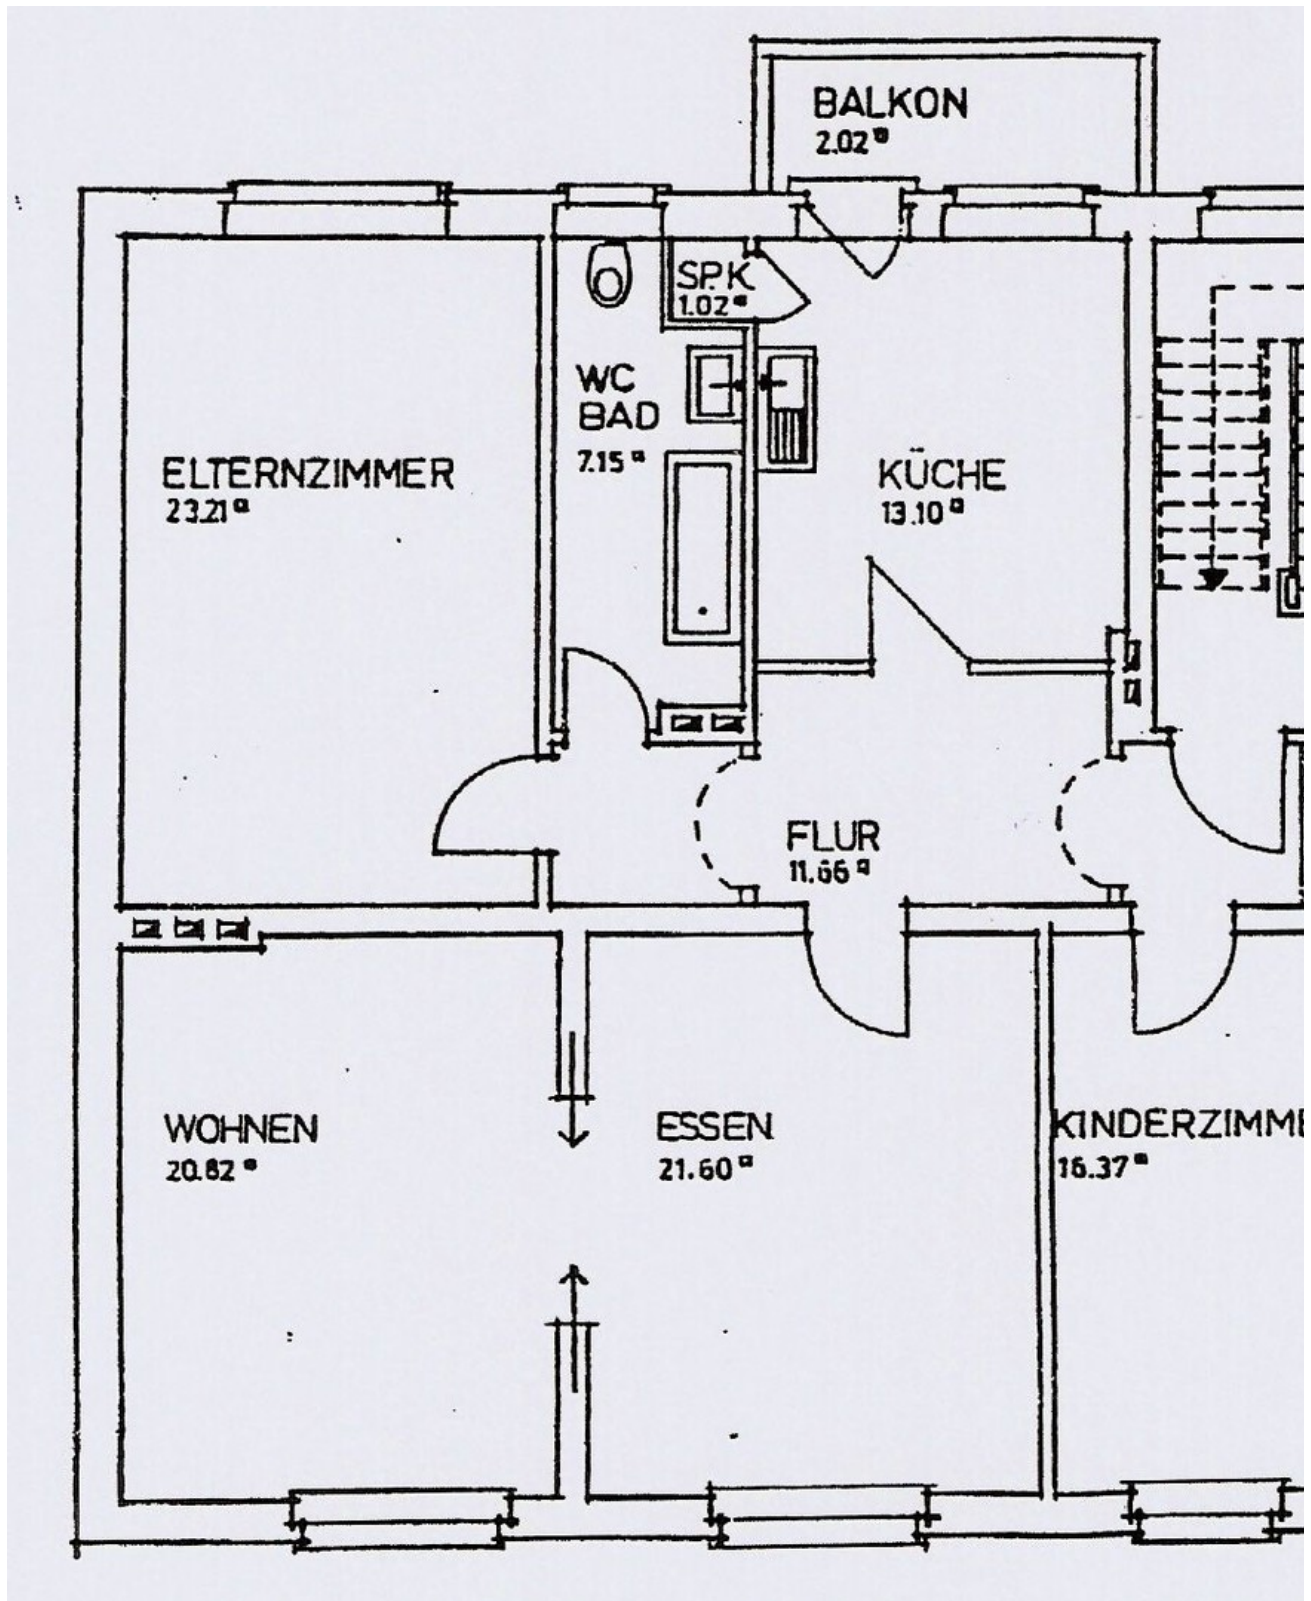 BALKON
2.02
SP.K
1.02
WC
BAD
7.15
ELTERNZIMMER
23.21
KÜCHE
13.10
FLUR
11.66
WOHNEN
20.82
ESSEN
21.60
KINDERZIMME
16.37